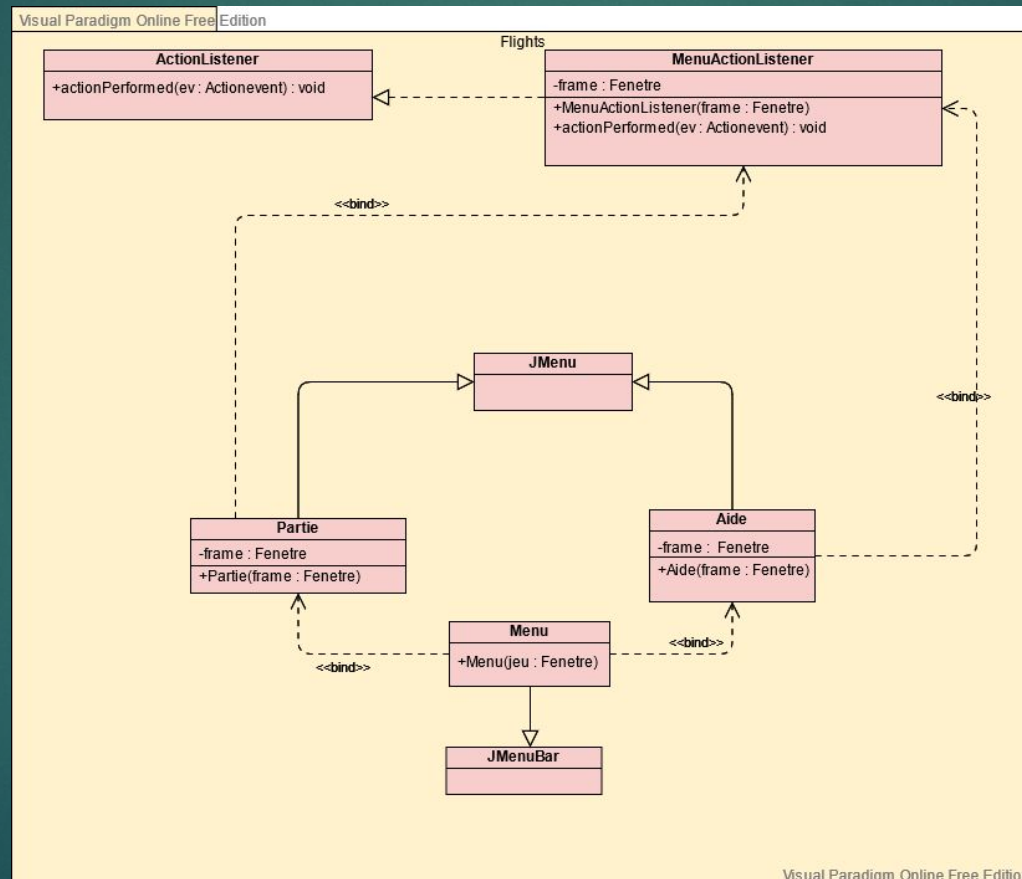 Visual Paradigm Online Free Edition
Flights
ActionListener
+actionPerformed(ev : Actionevent) : void
MenuActionListener
-frame : Fenetre
+MenuActionListener(frame : Fenetre)
+actionPerformed(ev : Actionevent) : void
<<bind>>
JMenu
<<bind>>
Partie
-frame : Fenetre
+Partie(frame : Fenetre)
Aide
-frame : Fenetre
+Aide(frame : Fenetre)
Menu
+Menu(jeu : Fenetre)
<<bind>>
<<bind>>
JMenuBar
Visual Paradigm Online Free Editio